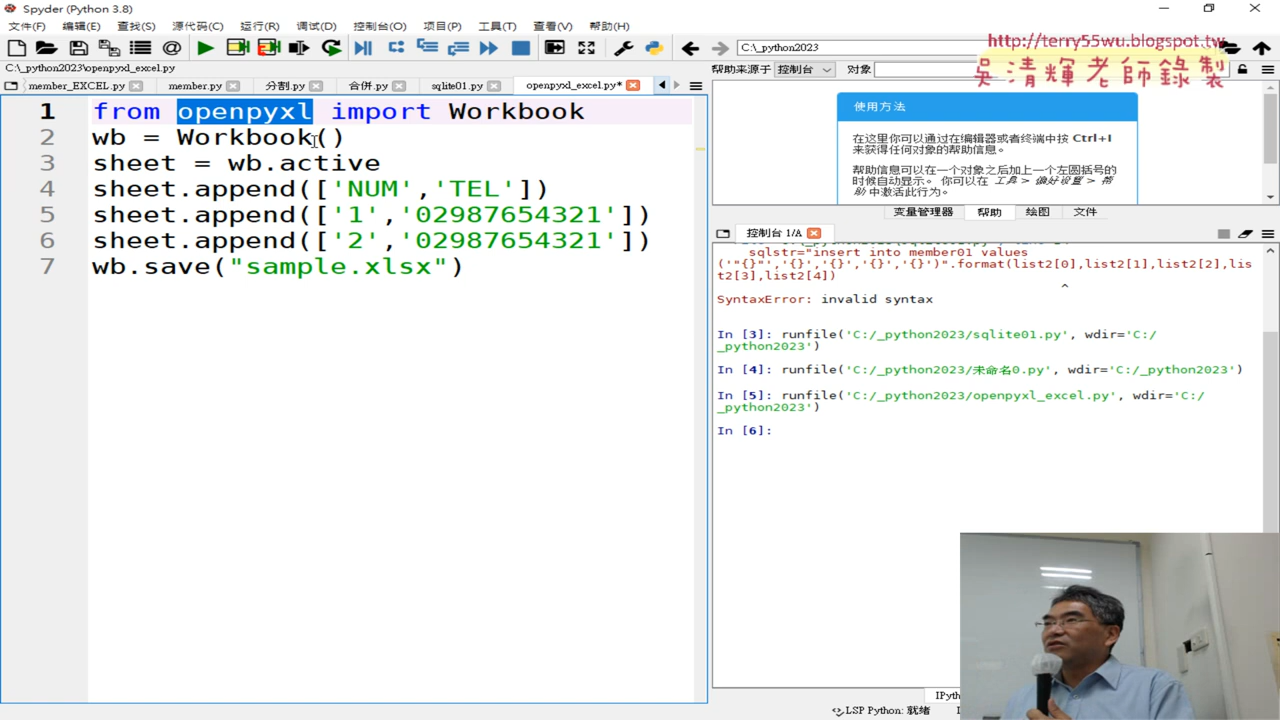 Spyder (Python 3.8)
文件(F) 编辑(E) 查找(S) 源代码(C) 运行(R) 调试(D) 控制台(O) 项目(P) 工具(T) 查看(V) 帮助(H)
C:\_python2023
http://terry55wu.blogspot.tw
吳清輝老師錄製
C:\_python2023\openpyxl_excel.py
帮助来源于 控制台 对象
member_EXCEL.py member.py 分割.py 合併.py sqlite01.py openpyxl_excel.py*
1 from openpyxl import Workbook
2 wb = Workbook()
3 sheet = wb.active
4 sheet.append(['NUM','TEL'])
5 sheet.append(['1','02987654321'])
6 sheet.append(['2','02987654321'])
7 wb.save("sample.xlsx")
使用方法
在这里你可以通过在编辑器或者终端中按 Ctrl+I
来获得任何对象的帮助信息。
帮助信息可以在一个对象之后加上一个左圆括号的
时候自动显示。 你可以在 工具 > 偏好设置 > 帮
助 中激活此行为。
变量管理器 帮助 绘图 文件
控制台 1/A
sqlstr="insert into member01 values
('"{}"','{}','{}','{}','{}')".format(list2[0],list2[1],list2[2],lis
t2[3],list2[4])
^
SyntaxError: invalid syntax
In [3]: runfile('C:/_python2023/sqlite01.py', wdir='C:/
_python2023')
In [4]: runfile('C:/_python2023/未命名0.py', wdir='C:/_python2023')
In [5]: runfile('C:/_python2023/openpyxl_excel.py', wdir='C:/
_python2023')
In [6]:
LSP Python: 就绪